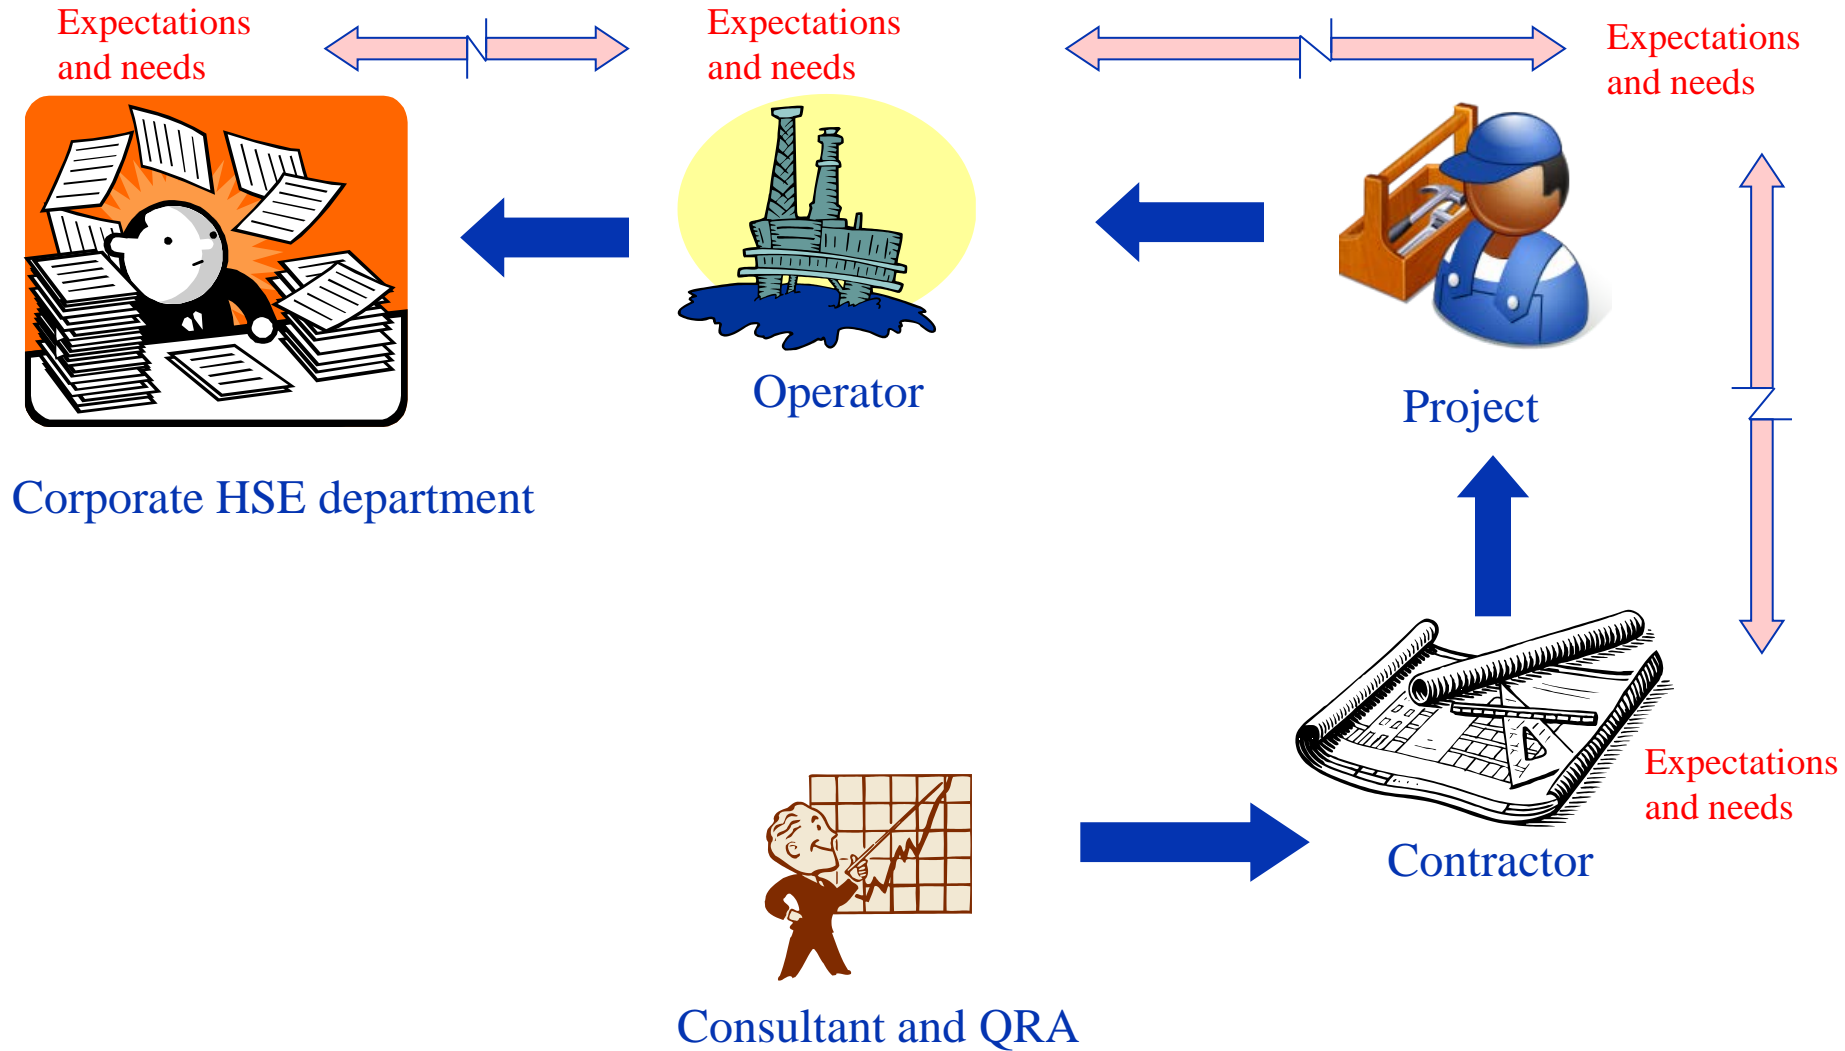 Expectations
and needs
Expectations
and needs
Expectations
and needs
Operator
Project
Corporate HSE department
Expectations
and needs
Contractor
Consultant and QRA